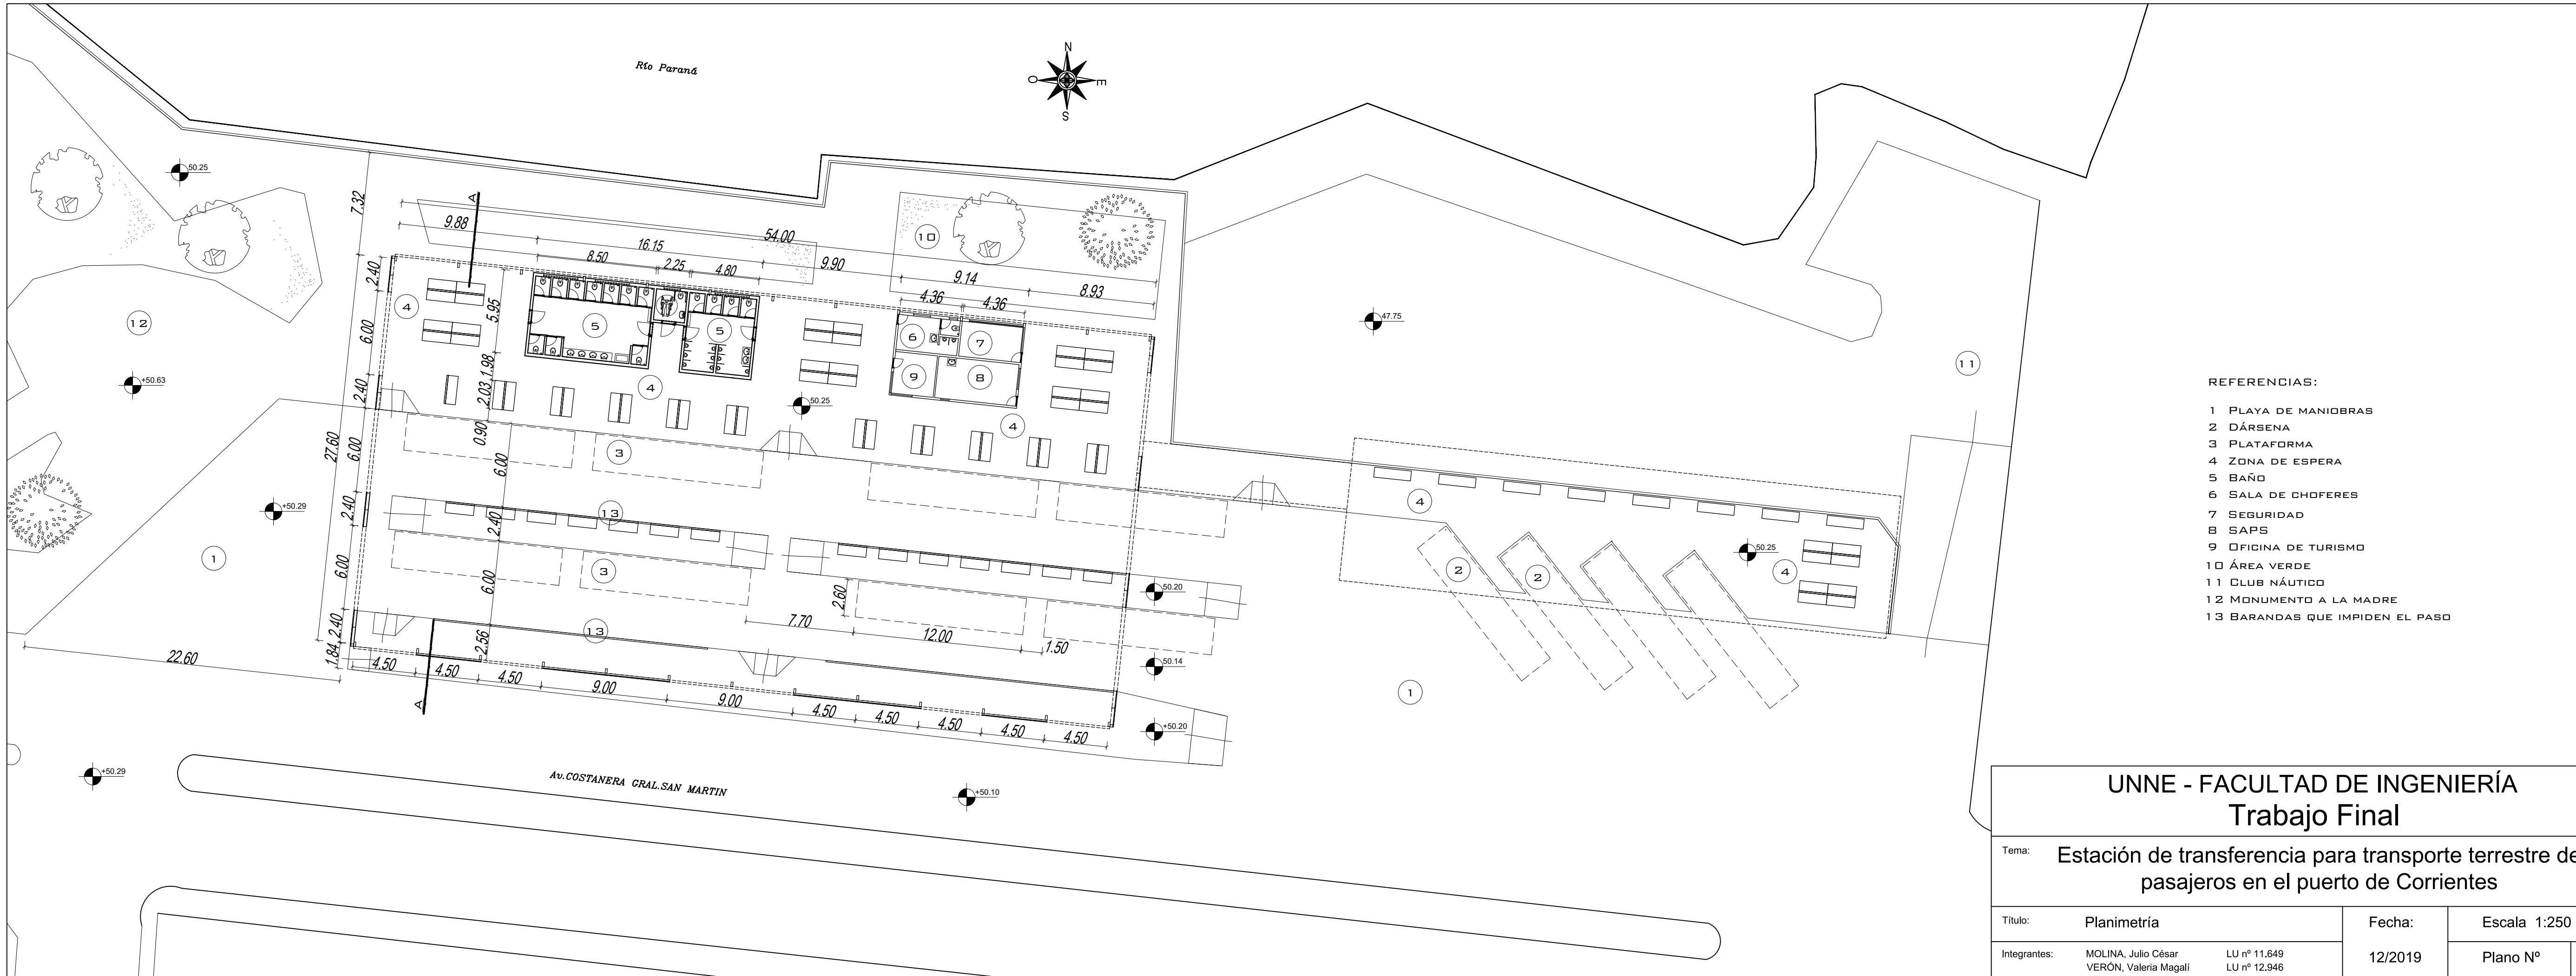 Río Paraná
N
O
E
S
50.25
7.32
A
9.88
54.00
16.15
8.50
2.25
4.80
9.90
10
9.14
8.93
4.36
4.36
2.40
4
5.95
12
6.00
5
5
6
7
47.75
11
+50.63
1.98
4
9
8
2.40
2.03
50.25
4
0.90
3
27.60
6.00
6.00
4
+50.29
2.40
13
2.40
50.25
1
6.00
3
2
2
4
6.00
2.60
50.20
2.40
13
7.70
12.00
1.50
1.84
2.56
22.60
50.14
4.50
4.50
4.50
9.00
9.00
4.50
4.50
4.50
4.50
4.50
1
A
+50.20
+50.29
Av.COSTANERA GRAL.SAN MARTIN
+50.10
REFERENCIAS:
1 PLAYA DE MANIOBRAS
2 DÁRSENA
3 PLATAFORMA
4 ZONA DE ESPERA
5 BAÑO
6 SALA DE CHOFERES
7 SEGURIDAD
8 SAPS
9 OFICINA DE TURISMO
10 ÁREA VERDE
11 CLUB NÁUTICO
12 MONUMENTO A LA MADRE
13 BARANDAS QUE IMPIDEN EL PASO
UNNE - FACULTAD DE INGENIERÍA
Trabajo Final
Tema: Estación de transferencia para transporte terrestre de
pasajeros en el puerto de Corrientes
Título: Planimetría
Fecha:
Escala 1:250
Integrantes: MOLINA, Julio César LU nº 11.649
VERÓN, Valeria Magalí LU nº 12.946
12/2019
Plano Nº